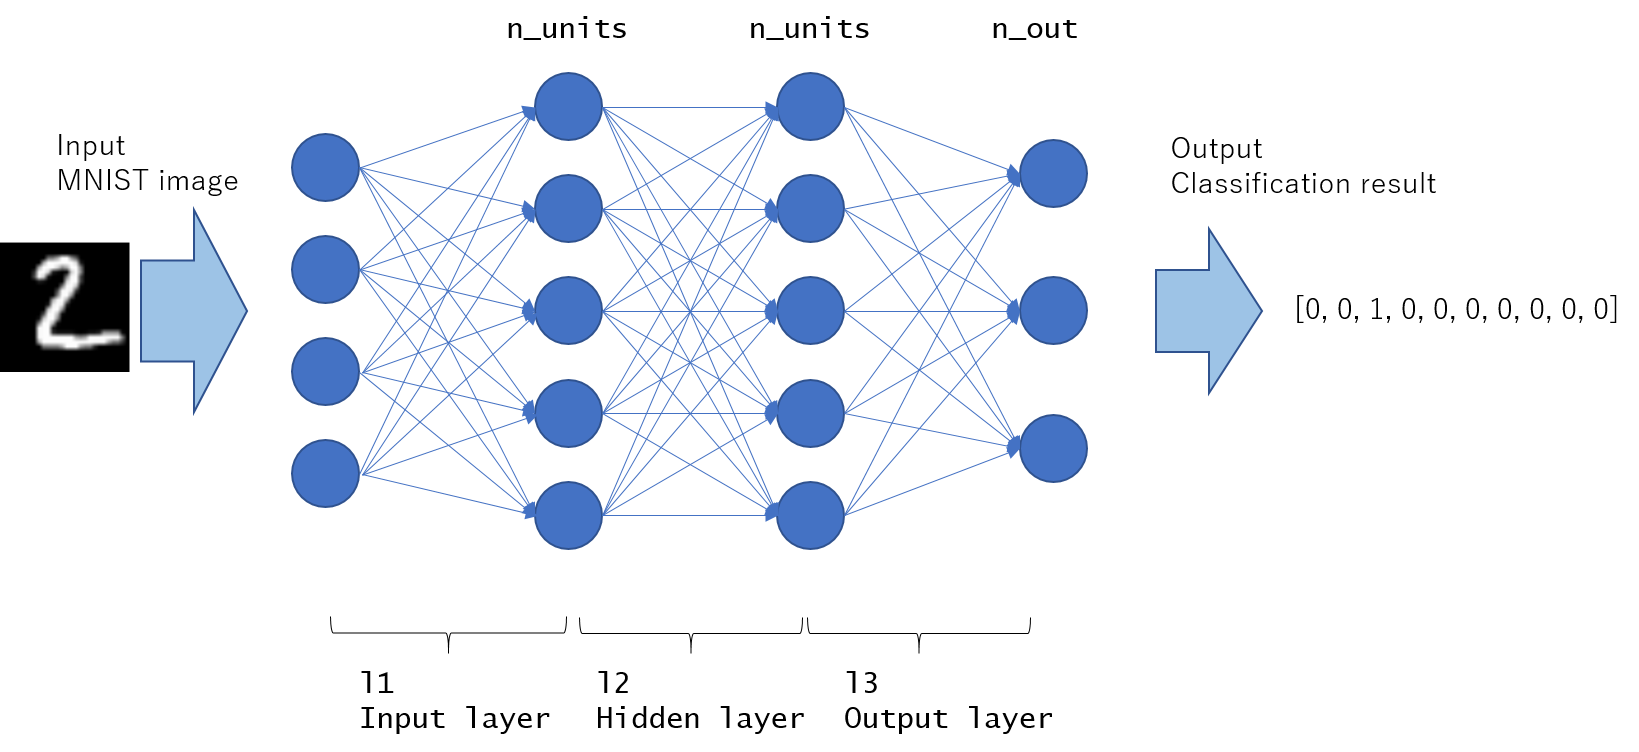 n_units
n_units
n_out
Input
MNIST image
Output
Classification result
[0, 0, 1, 0, 0, 0, 0, 0, 0, 0]
l1
Input layer
l2
Hidden layer
l3
Output layer